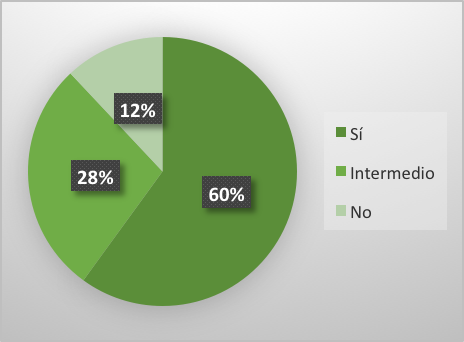 12%
28%
60%
Sí
Intermedio
No